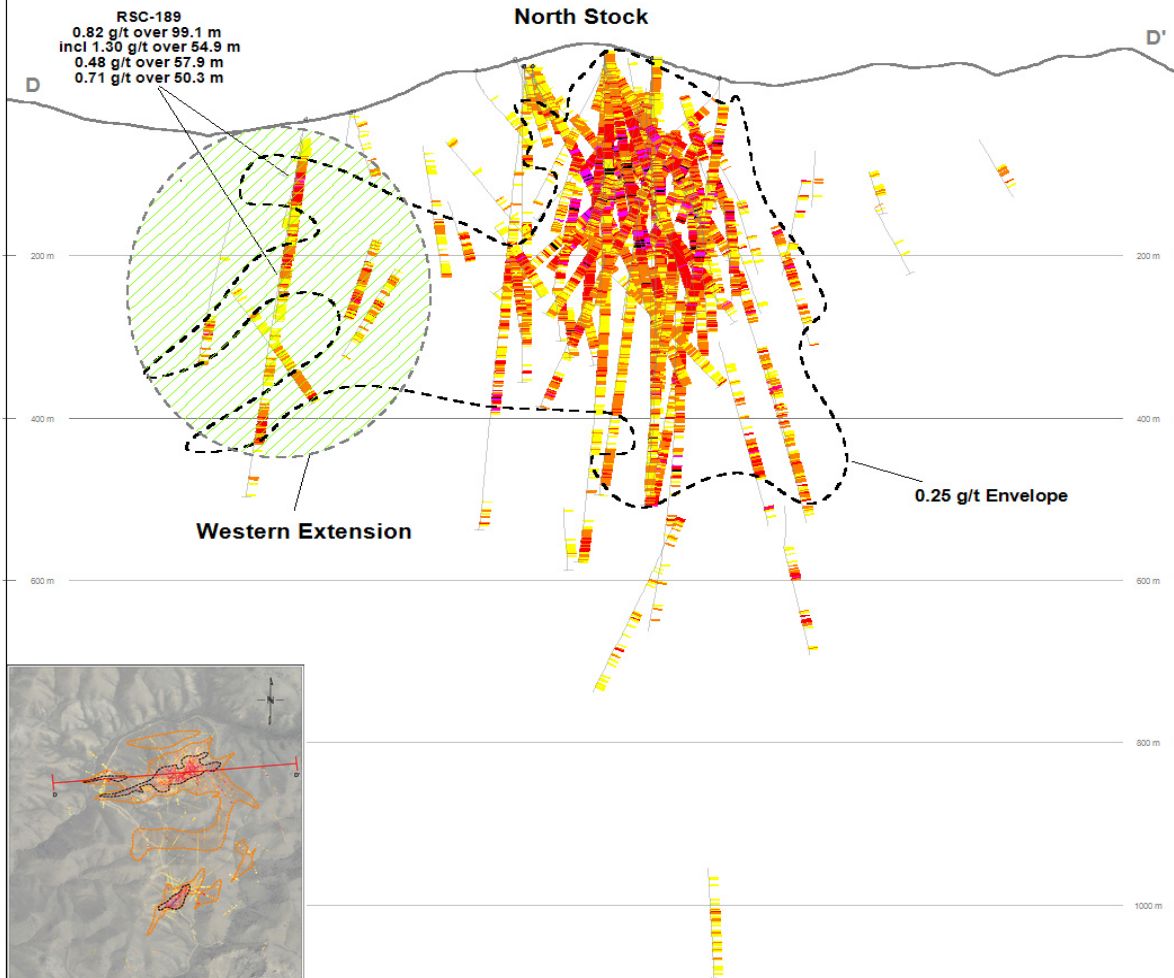 North Stock
RSC-189
0.82 g/t over 99.1 m
incl 1.30 g/t over 54.9 m
0.48 g/t over 57.9 m
0.71 g/t over 50.3 m
D
D'
200 m
200 m
400 m
400 m
0.25 g/t Envelope
Western Extension
600 m
600 m
N
D'
D
800 m
1000 m